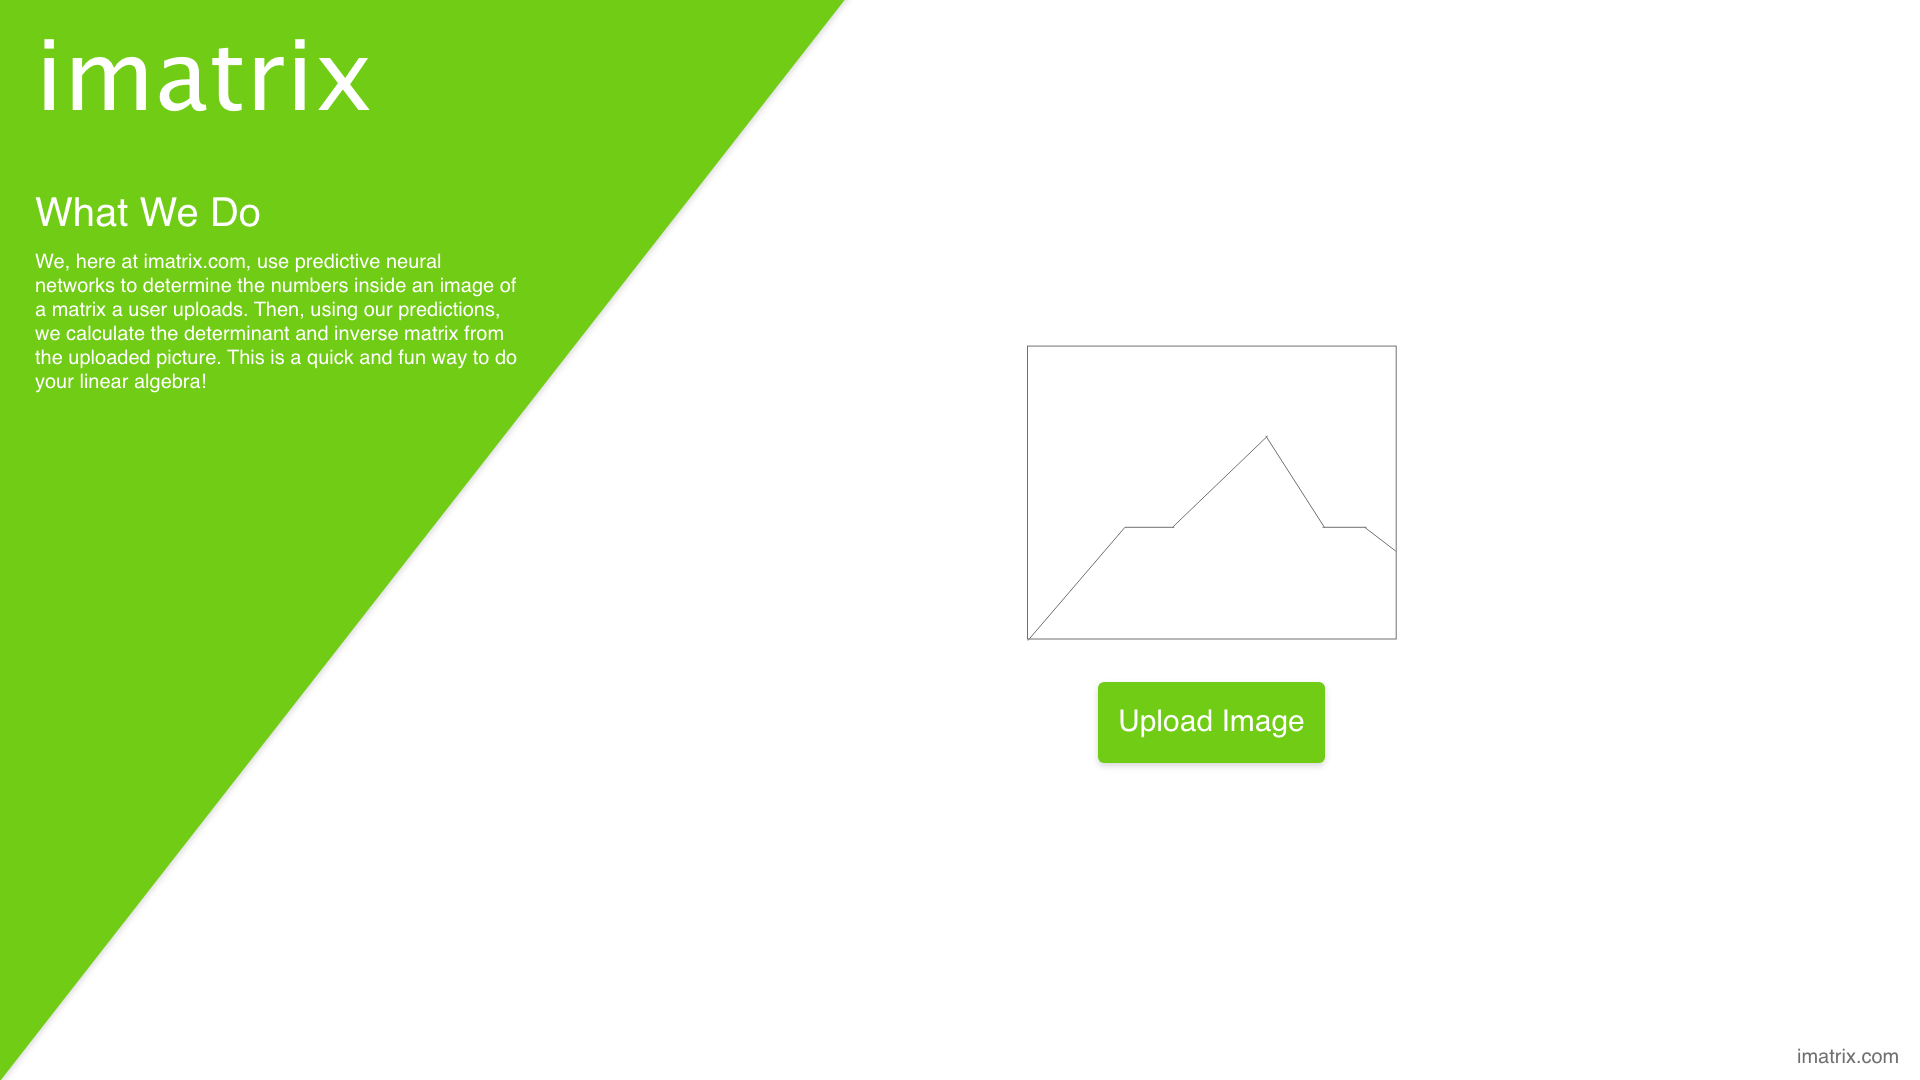 imatrix
What We Do
We, here at imatrix.com, use predictive neural
networks to determine the numbers inside an image of
a matrix a user uploads. Then, using our predictions,
we calculate the determinant and inverse matrix from
the uploaded picture. This is a quick and fun way to do
your linear algebra!
Upload Image
imatrix.com